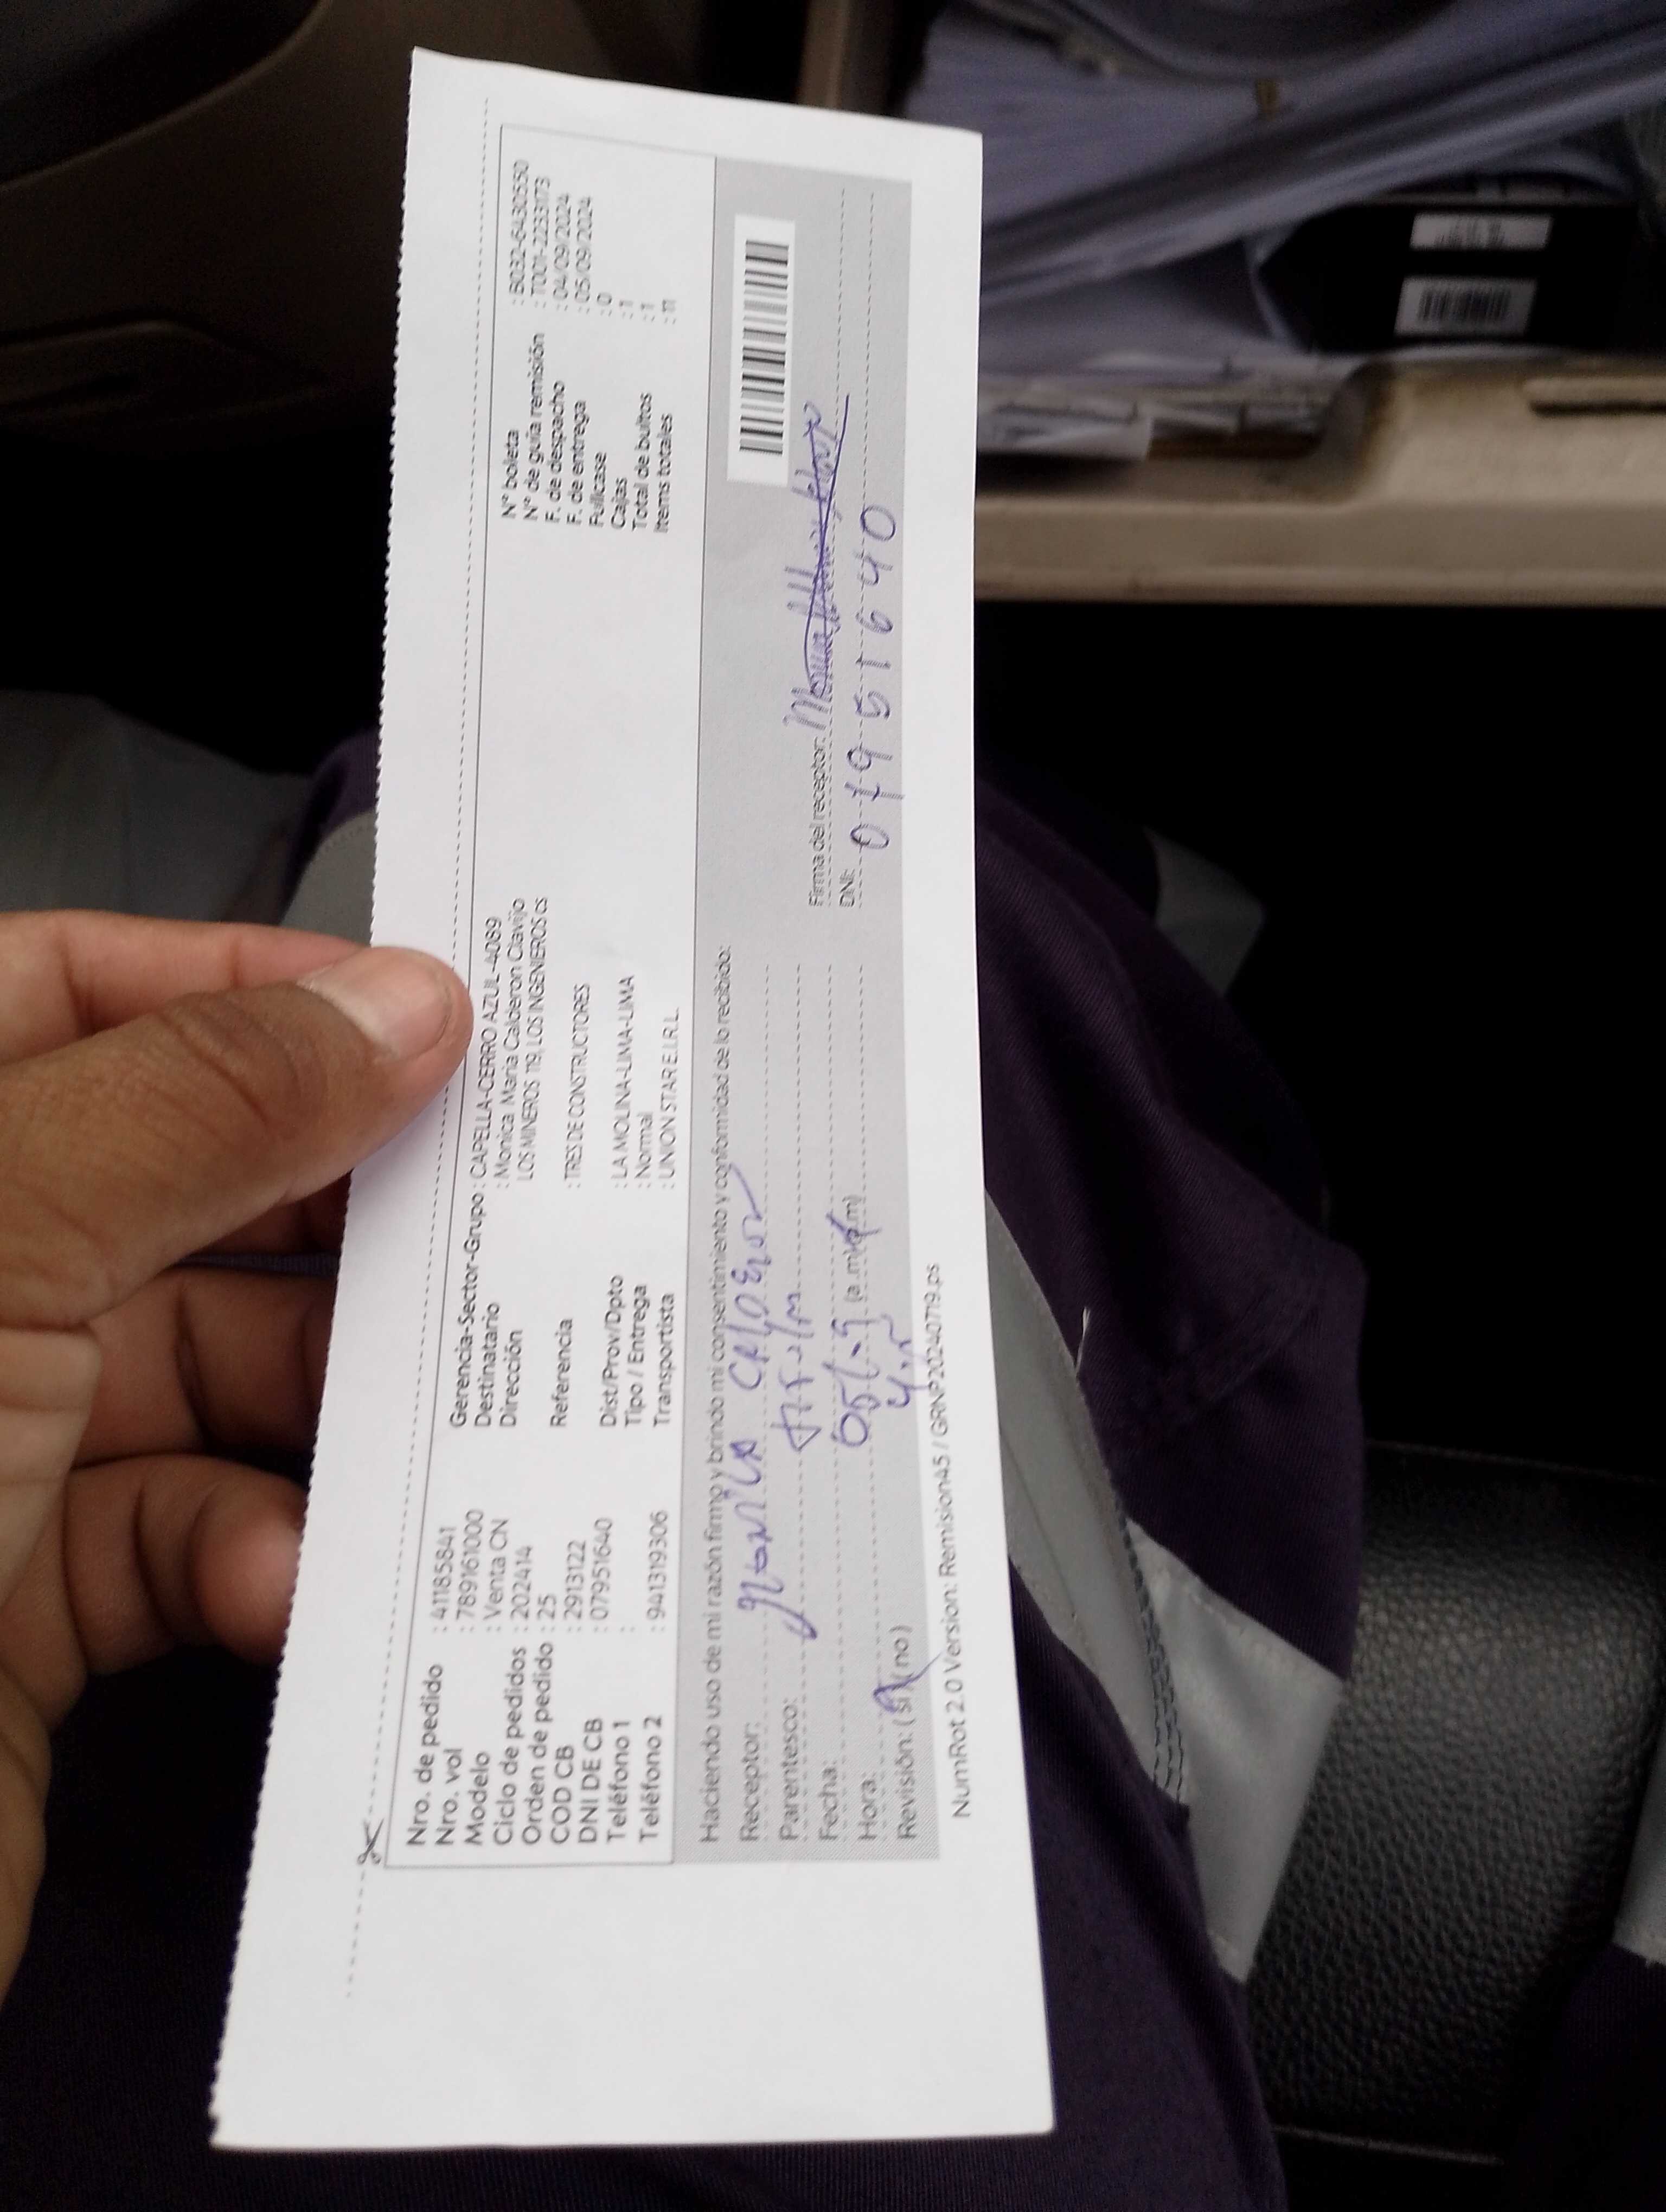 Nro. de pedido : 411185841
Nro. vol : 789161000
Modelo : Venta CN
Ciclo de pedidos : 202414
Orden de pedido : 25
COD CB : 2913122
DNI DE CB : 07951640
Teléfono 1 :
Teléfono 2 : 941319306
Gerencia-Sector-Grupo : CAPELLA-CERRO AZUL-4089
Destinatario : Monica Maria Calderon Clavijo
Dirección LOS MINEROS 119, LOS INGENIEROS cs
Referencia : TRES DE CONSTRUCTORES
Dist/Prov/Dpto : LA MOLINA-LIMA-LIMA
Tipo / Entrega : Normal
Transportista : UNION STAR E.I.R.L.
N° boleta : B032-6430550
N° de guía remisión : T001-2233173
F. de despacho : 04/09/2024
F. de entrega : 05/09/2024
Fullcase : 0
Cajas : 1
Total de bultos : 1
Items totales : 11
Haciendo uso de mi razón firmo y brindo mi consentimiento y conformidad de lo recibido:
Receptor: Monica Calderon
Parentesco:
Fecha:
Hora: (a.m/p.m)
Revisión: (si) (no)
Firma del receptor:
DNI: 07951640
NumRot 2.0 Version: Remision45 / GRNP20240719.ps